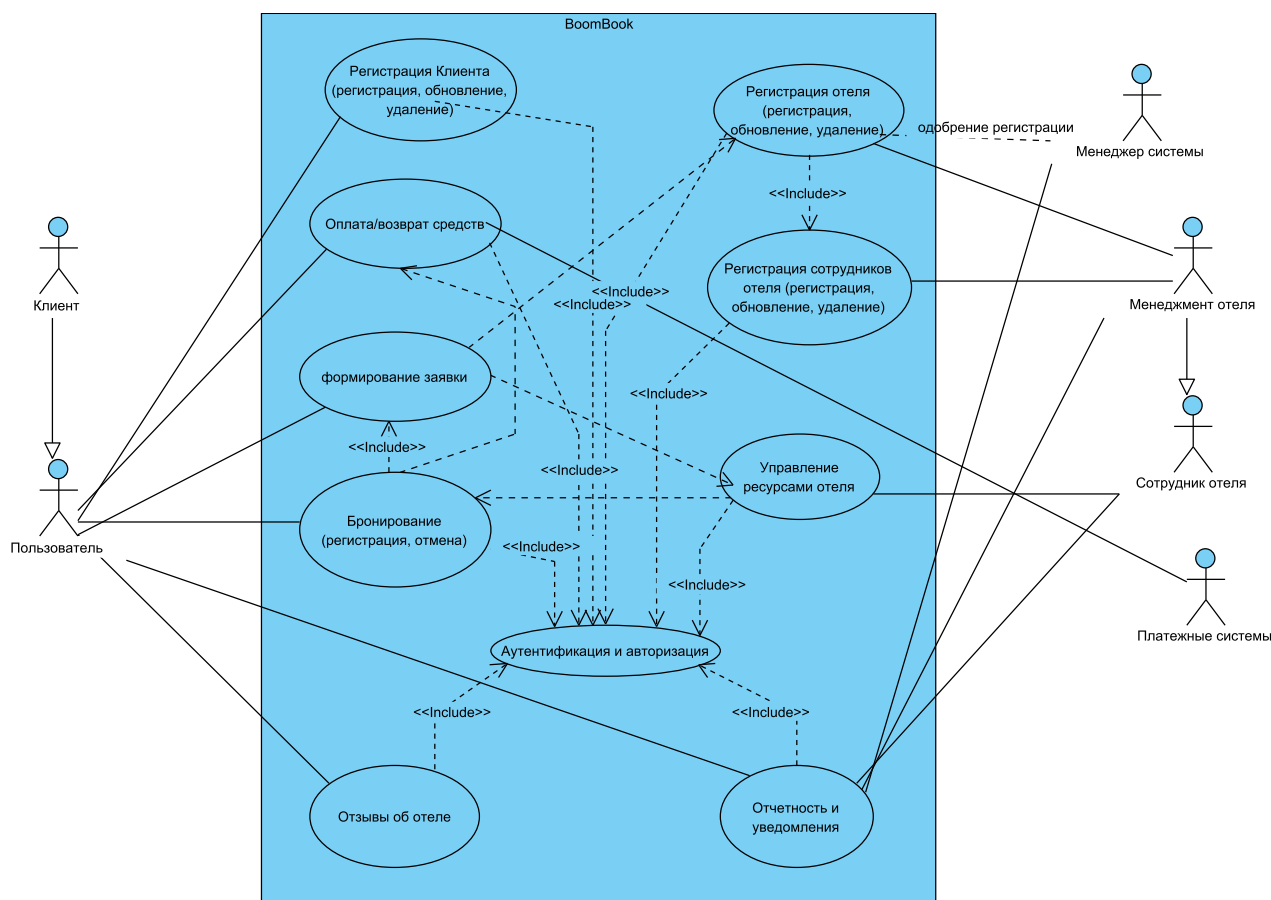 BoomBook
Регистрация Клиента
(регистрация, обновление,
удаление)
Регистрация отеля
(регистрация,
обновление, удаление)
одобрение регистрации
Менеджер системы
<<Include>>
Оплата/возврат средств
Регистрация сотрудников
отеля (регистрация,
обновление, удаление)
<<Include>>
<<Include>>
Клиент
Менеджмент отеля
формирование заявки
<<Include>>
<<Include>>
<<Include>>
Управление
ресурсами отеля
Сотрудник отеля
Бронирование
(регистрация, отмена)
Пользователь
<<Include>>
<<Include>>
Платежные системы
Аутентификация и авторизация
<<Include>>
<<Include>>
Отзывы об отеле
Отчетность и
уведомления